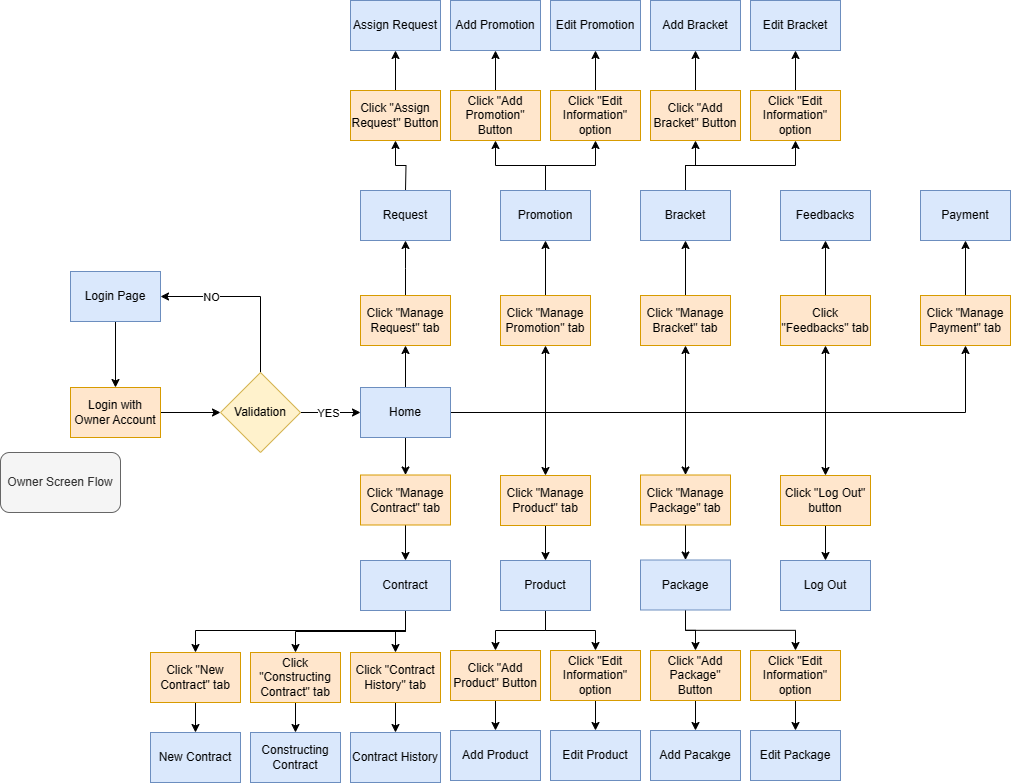 Assign Request
Add Promotion
Edit Promotion
Add Bracket
Edit Bracket
Click "Assign
Request" Button
Click "Add
Promotion"
Button
Click "Edit
Information"
option
Click "Add
Bracket" Button
Click "Edit
Information"
option
Request
Promotion
Bracket
Feedbacks
Payment
Login Page
NO
Click "Manage
Request" tab
Click "Manage
Promotion" tab
Click "Manage
Bracket" tab
Click
"Feedbacks" tab
Click "Manage
Payment" tab
Login with
Owner Account
Validation
YES
Home
Owner Screen Flow
Click "Manage
Contract" tab
Click "Manage
Product" tab
Click "Manage
Package" tab
Click "Log Out"
button
Contract
Product
Package
Log Out
Click "New
Contract" tab
Click
"Constructing
Contract" tab
Click "Contract
History" tab
Click "Add
Product" Button
Click "Edit
Information"
option
Click "Add
Package"
Button
Click "Edit
Information"
option
New Contract
Constructing
Contract
Contract History
Add Product
Edit Product
Add Pacakge
Edit Package